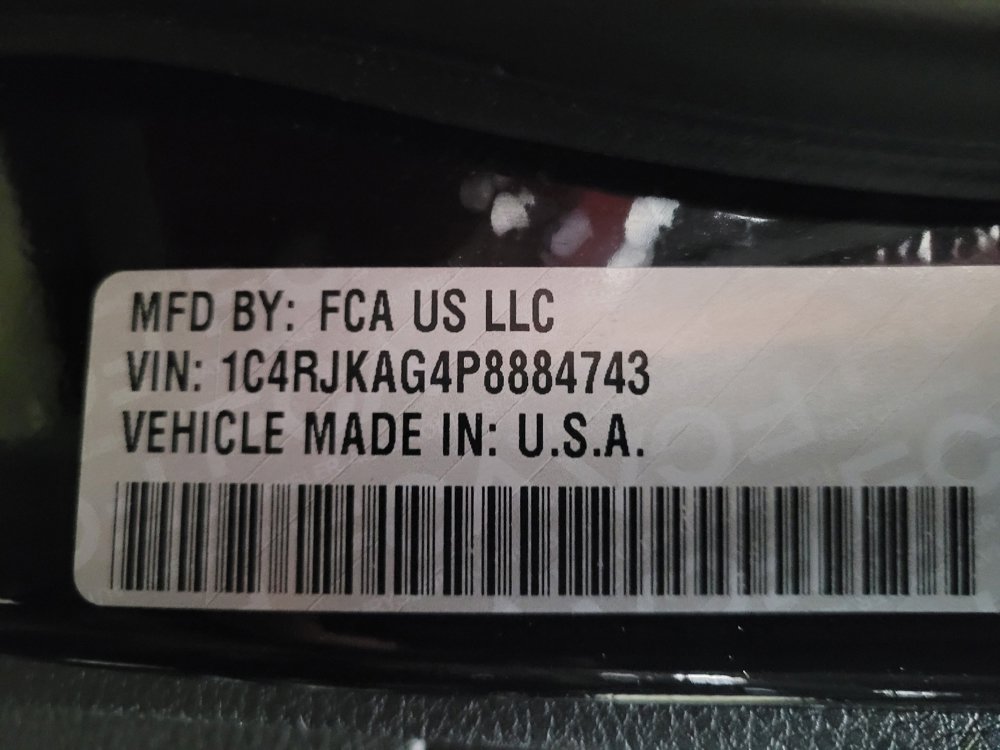 MFD BY: FCA US LLC
VIN: 1C4RJKAG4P8884743
VEHICLE MADE IN: U.S.A.